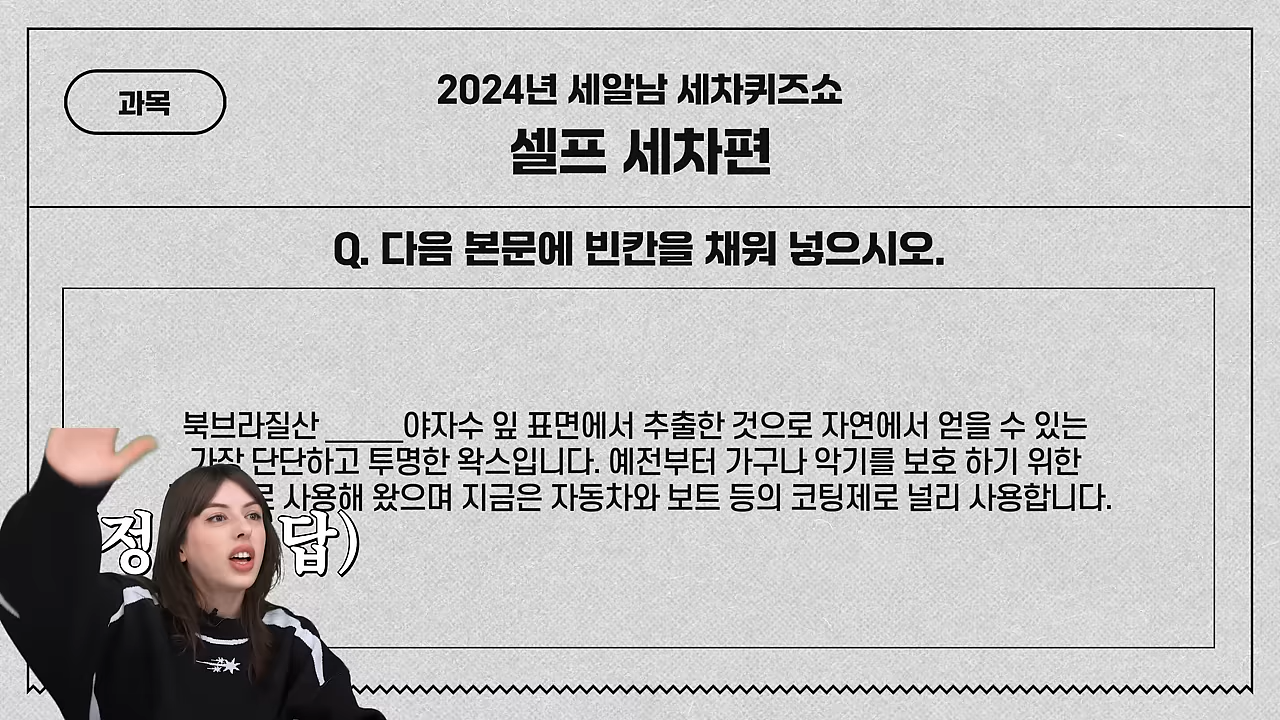 과목
2024년 세알남 세차퀴즈쇼
셀프 세차편
Q. 다음 본문에 빈칸을 채워 넣으시오.
북브라질산 _____야자수 잎 표면에서 추출한 것으로 자연에서 얻을 수 있는
가장 단단하고 투명한 왁스입니다. 예전부터 가구나 악기를 보호 하기 위한
사용해 왔으며 지금은 자동차와 보트 등의 코팅제로 널리 사용합니다.
정 답)